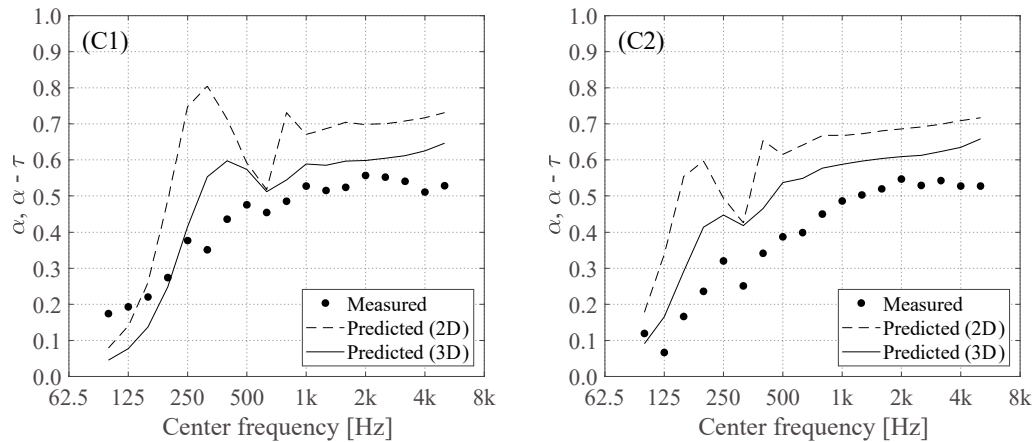 (C1)
1.0
0.9
0.8
0.7
0.6
0.5
0.4
0.3
0.2
0.1
0.0
α, α - τ
Measured
Predicted (2D)
Predicted (3D)
62.5 125 250 500 1k 2k 4k 8k
Center frequency [Hz]
(C2)
1.0
0.9
0.8
0.7
0.6
0.5
0.4
0.3
0.2
0.1
0.0
α, α - τ
Measured
Predicted (2D)
Predicted (3D)
62.5 125 250 500 1k 2k 4k 8k
Center frequency [Hz]